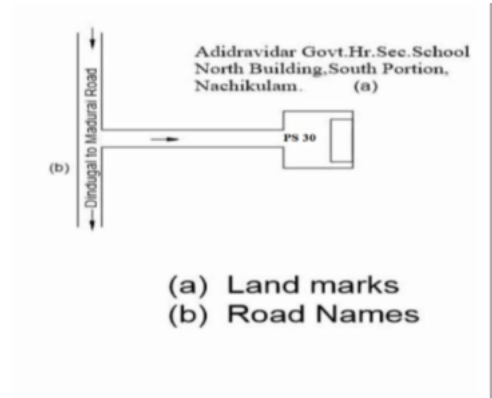 Adidravidar Govt.Hr.Sec.School
North Building,South Portion,
Nachikulam. (a)
PS 30
(b)
Dindugal to Madurai Road
(a) Land marks
(b) Road Names